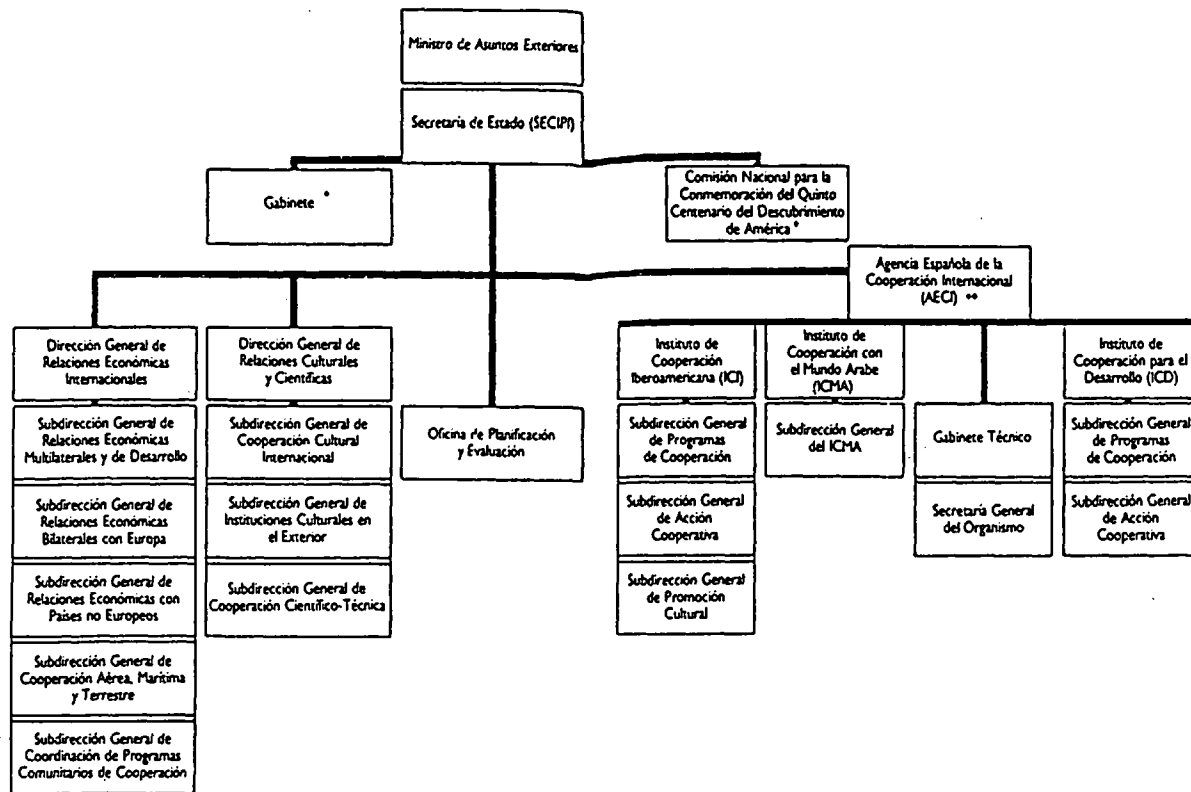 Ministro de Asuntos Exteriores
Secretaría de Estado (SECIPI)
Gabinete *
Comisión Nacional para la
Conmemoración del Quinto
Centenario del Descubrimiento
de América *
Agencia Española de la
Cooperación Internacional
(AECI) **
Dirección General de
Relaciones Económicas
Internacionales
Dirección General de
Relaciones Culturales
y Científicas
Instituto de
Cooperación
Iberoamericana (ICI)
Instituto de
Cooperación con
el Mundo Arabe
(ICMA)
Instituto de
Cooperación para el
Desarrollo (ICD)
Subdirección General de
Relaciones Económicas
Multilaterales y de Desarrollo
Subdirección General de
Cooperación Cultural
Internacional
Oficina de Planificación
y Evaluación
Subdirección General
de Programas
de Cooperación
Subdirección General
del ICMA
Gabinete Técnico
Subdirección General
de Programas
de Cooperación
Subdirección General de
Relaciones Económicas
Bilaterales con Europa
Subdirección General de
Instituciones Culturales en
el Exterior
Subdirección General
de Acción
Cooperativa
Secretaría General
del Organismo
Subdirección General
de Acción
Cooperativa
Subdirección General de
Relaciones Económicas con
Países no Europeos
Subdirección General de
Cooperación Científico-Técnica
Subdirección General
de Promoción
Cultural
Subdirección General de
Cooperación Aérea, Marítima
y Terrestre
Subdirección General de
Coordinación de Programas
Comunitarios de Cooperación